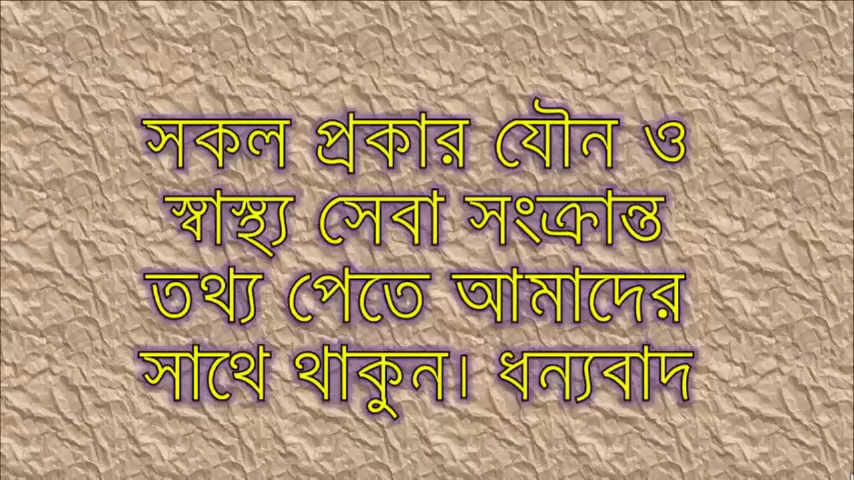 সকল প্রকার যৌন ও
স্বাস্থ্য সেবা সংক্রান্ত
তথ্য পেতে আমাদের
সাথে থাকুন। ধন্যবাদ